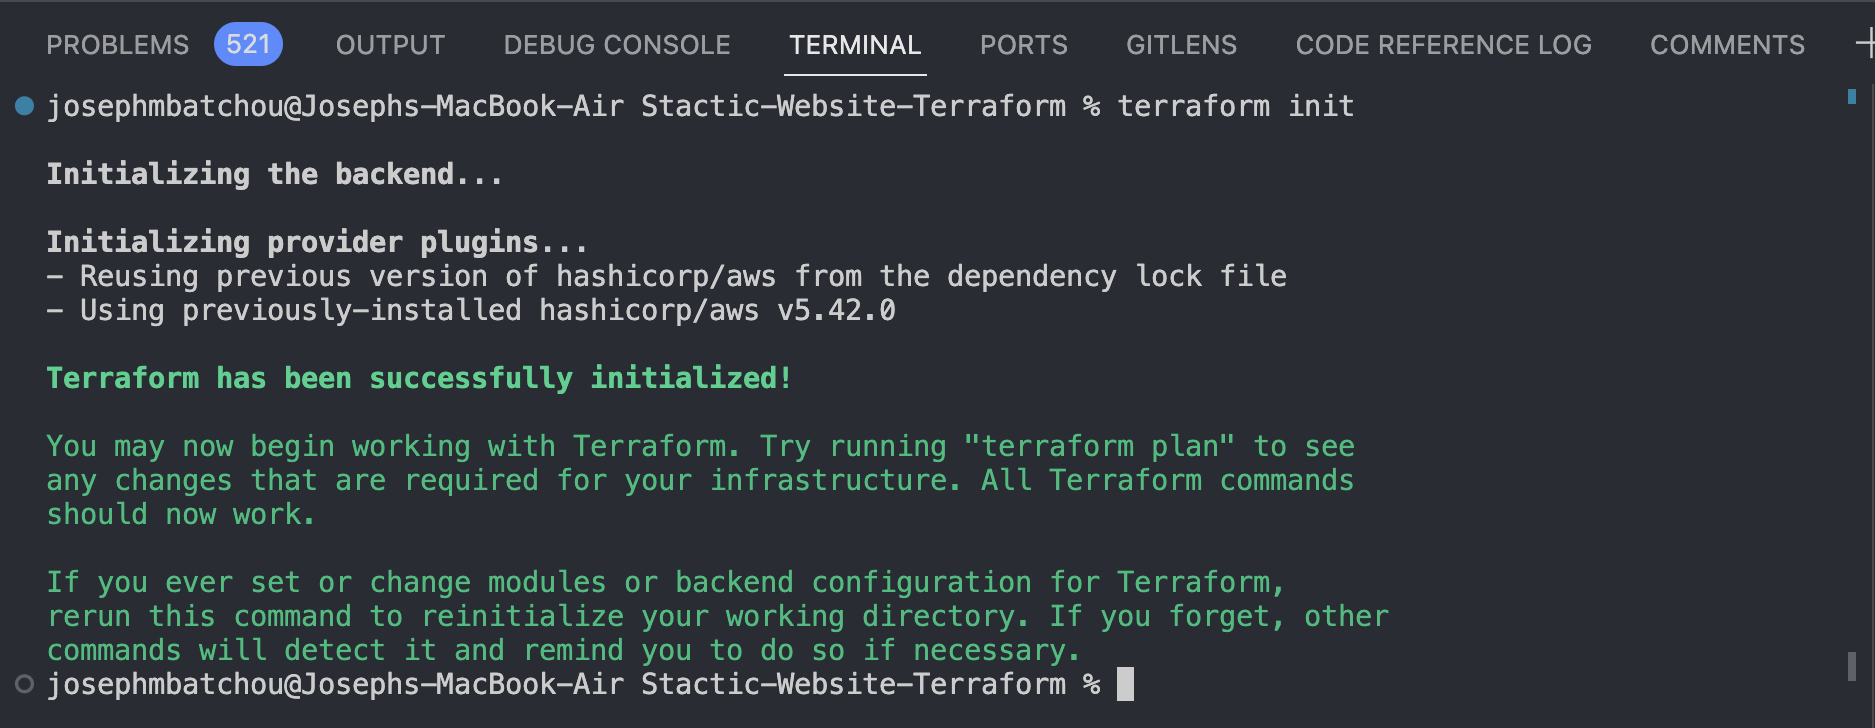 PROBLEMS 521 OUTPUT DEBUG CONSOLE TERMINAL PORTS GITLENS CODE REFERENCE LOG COMMENTS
josephmbatchou@Josephs-MacBook-Air Stactic-Website-Terraform % terraform init
Initializing the backend...
Initializing provider plugins...
- Reusing previous version of hashicorp/aws from the dependency lock file
- Using previously-installed hashicorp/aws v5.42.0
Terraform has been successfully initialized!
You may now begin working with Terraform. Try running "terraform plan" to see
any changes that are required for your infrastructure. All Terraform commands
should now work.
If you ever set or change modules or backend configuration for Terraform,
rerun this command to reinitialize your working directory. If you forget, other
commands will detect it and remind you to do so if necessary.
josephmbatchou@Josephs-MacBook-Air Stactic-Website-Terraform %